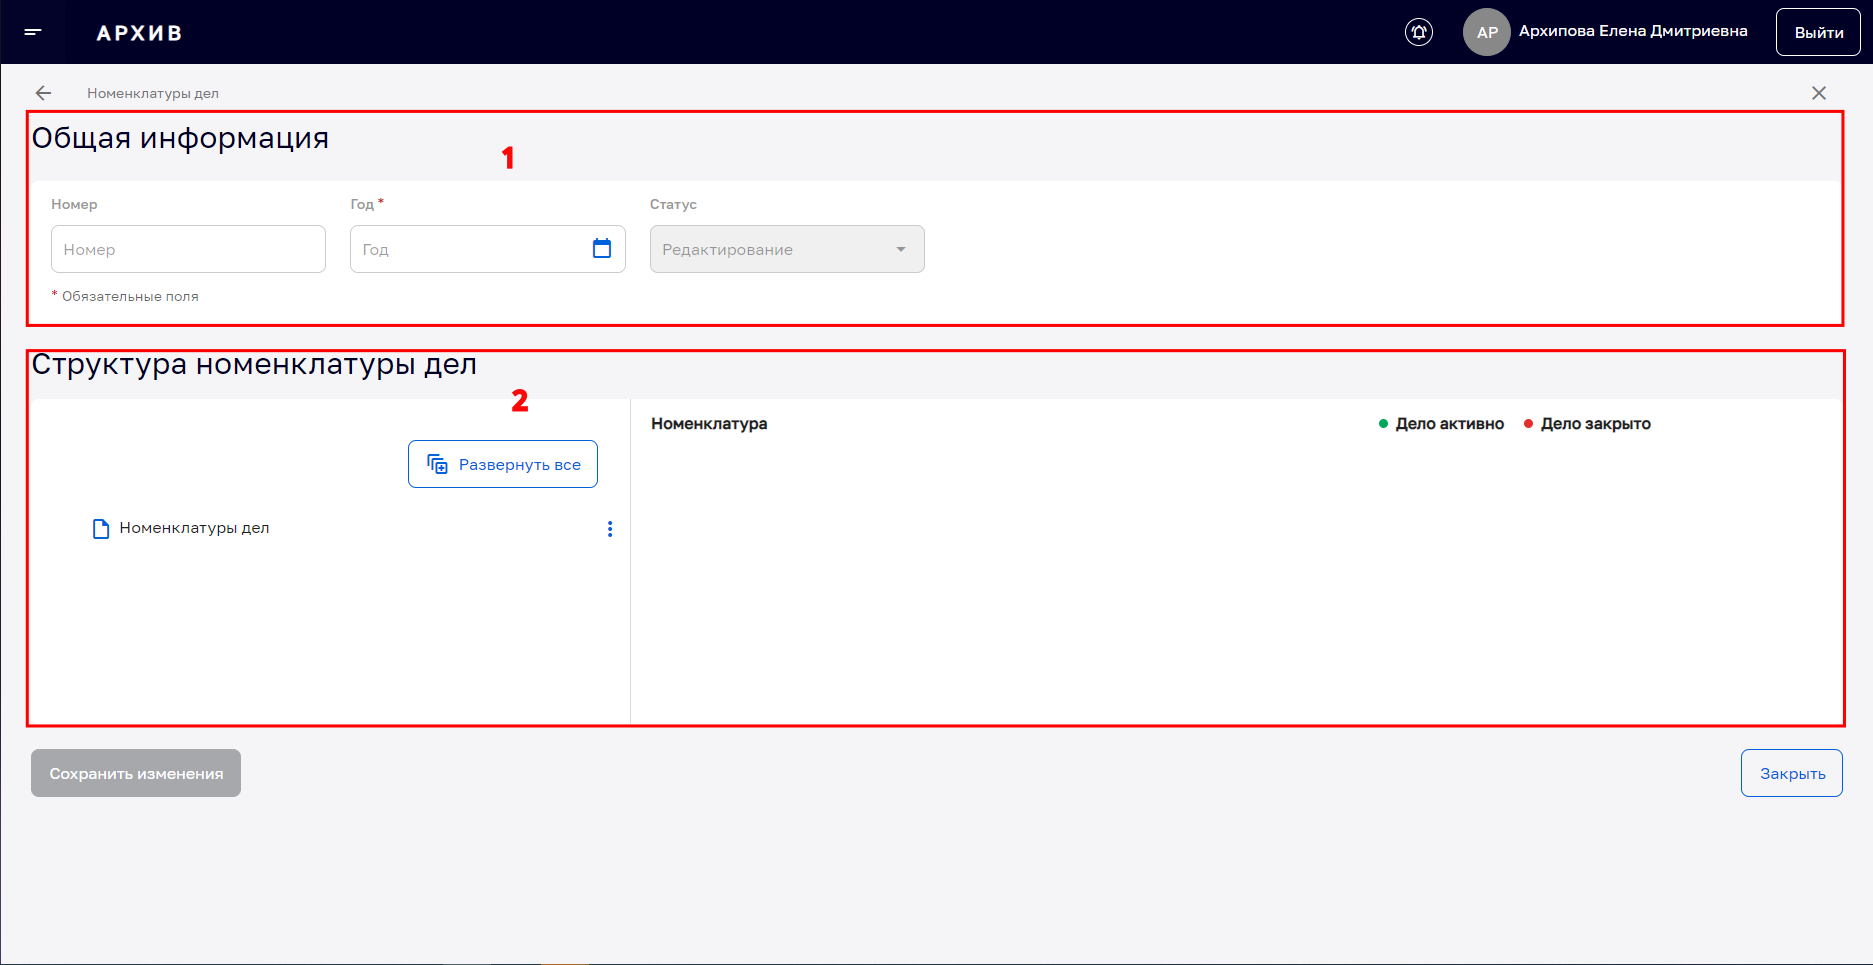 АРХИВ
АР
Архипова Елена Дмитриевна
Выйти
Номенклатуры дел
Общая информация
1
Номер
Год *
Статус
Номер
Год
Редактирование
* Обязательные поля
Структура номенклатуры дел
2
Номенклатура
Дело активно
Дело закрыто
Развернуть все
Номенклатуры дел
Сохранить изменения
Закрыть